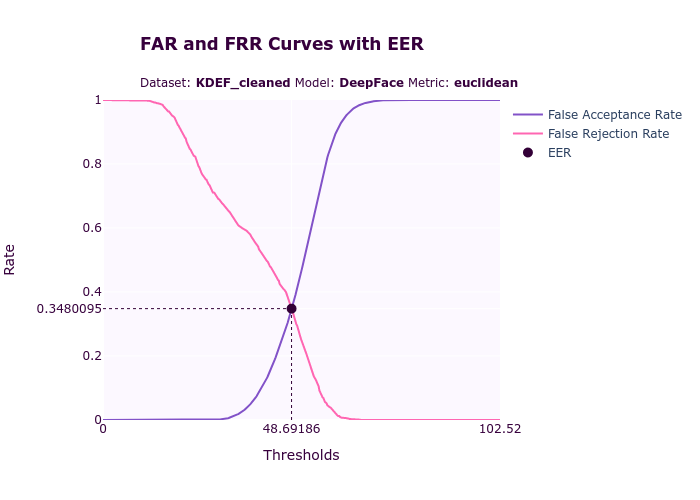 FAR and FRR Curves with EER
Dataset: KDEF_cleaned Model: DeepFace Metric: euclidean
False Acceptance Rate
False Rejection Rate
EER
Rate
1
0.8
0.6
0.4
0.3480095
0.2
0
0
48.69186
102.52
Thresholds